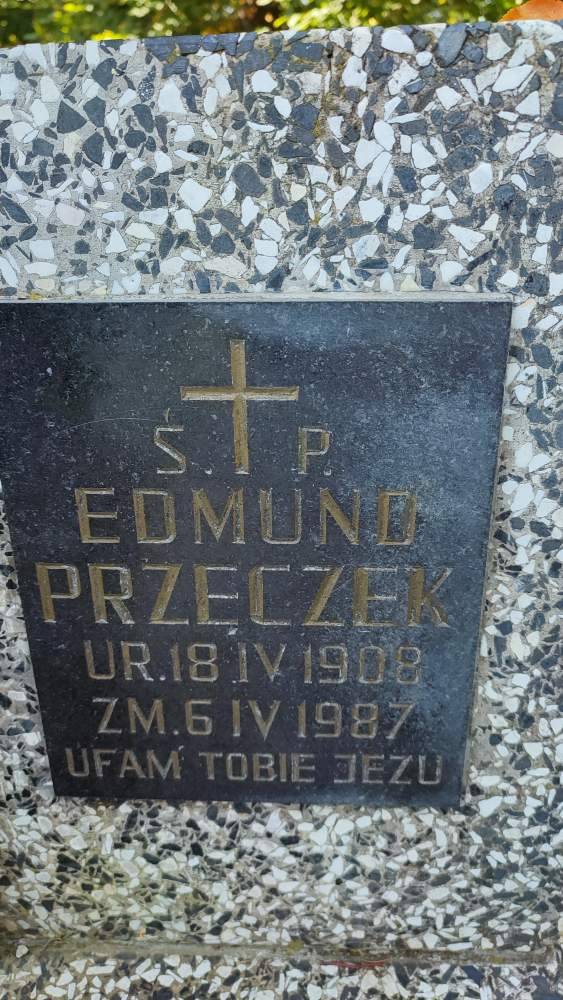 Ś. P.
EDMUND
PRZECZEK
UR.18 IV 1908
ZM.6 IV 1987
UFAM TOBIE JEZU